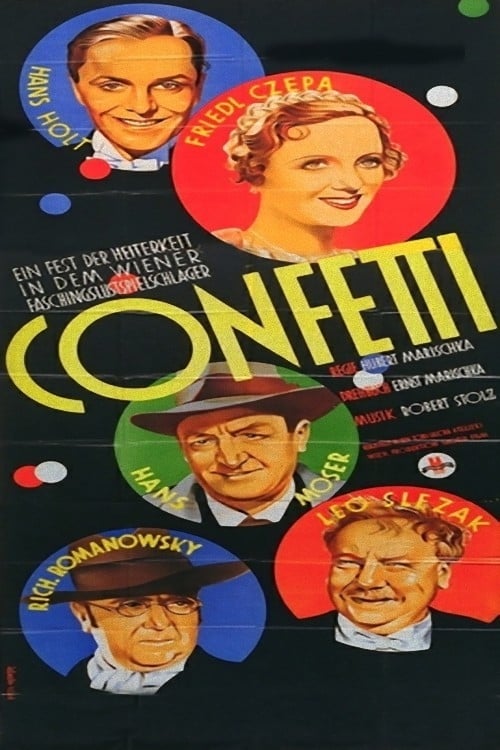 HANS HOLT
FRIEDL CZEPA
EIN FEST DER HEITERKEIT
IN DEM WIENER
FASCHINGSLUSTSPIELSCHLAGER
CONFETTI
REGIE HUBERT MARISCHKA
DREHBUCH ERNST MARISCHKA
MUSIK ROBERT STOLZ
HANS MOSER
LEO SLEZAK
RICH. ROMANOWSKY